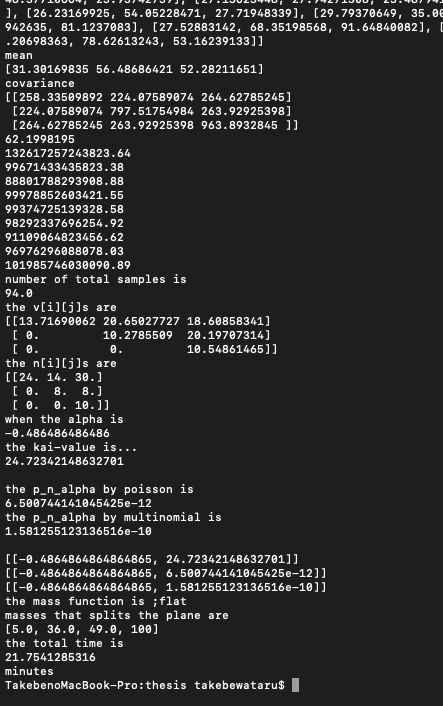 ], [26.23169925, 54.05228471, 27.71948339], [29.79370649, 35.00
942635, 81.1237083], [27.52883142, 68.35198568, 91.64840082], [
.20698363, 78.62613243, 53.16239133]]
mean
[31.30169835 56.48686421 52.28211651]
covariance
[[258.33509892 224.07589074 264.62785245]
[224.07589074 797.51754984 263.92925398]
[264.62785245 263.92925398 963.8932845 ]]
62.1998195
132617257243823.64
99671433435823.38
88801788293908.88
99978852603421.55
99374725139328.58
98292337696254.92
91109064823456.62
96976296088078.03
101985746030090.89
number of total samples is
94.0
the v[i][j]s are
[[13.71690062 20.65027727 18.60858341]
[ 0. 10.2785509 20.19707314]
[ 0. 0. 10.54861465]]
the n[i][j]s are
[[24. 14. 30.]
[ 0. 8. 8.]
[ 0. 0. 10.]]
when the alpha is
-0.486486486486
the kai-value is...
24.72342148632701

the p_n_alpha by poisson is
6.500744141045425e-12
the p_n_alpha by multinomial is
1.581255123136516e-10

[[-0.4864864864864865, 24.72342148632701]]
[[-0.4864864864864865, 6.500744141045425e-12]]
[[-0.4864864864864865, 1.581255123136516e-10]]
the mass function is ;flat
masses that splits the plane are
[5.0, 36.0, 49.0, 100]
the total time is
21.7541285316
minutes
TakebenoMacBook-Pro:thesis takebewataru$